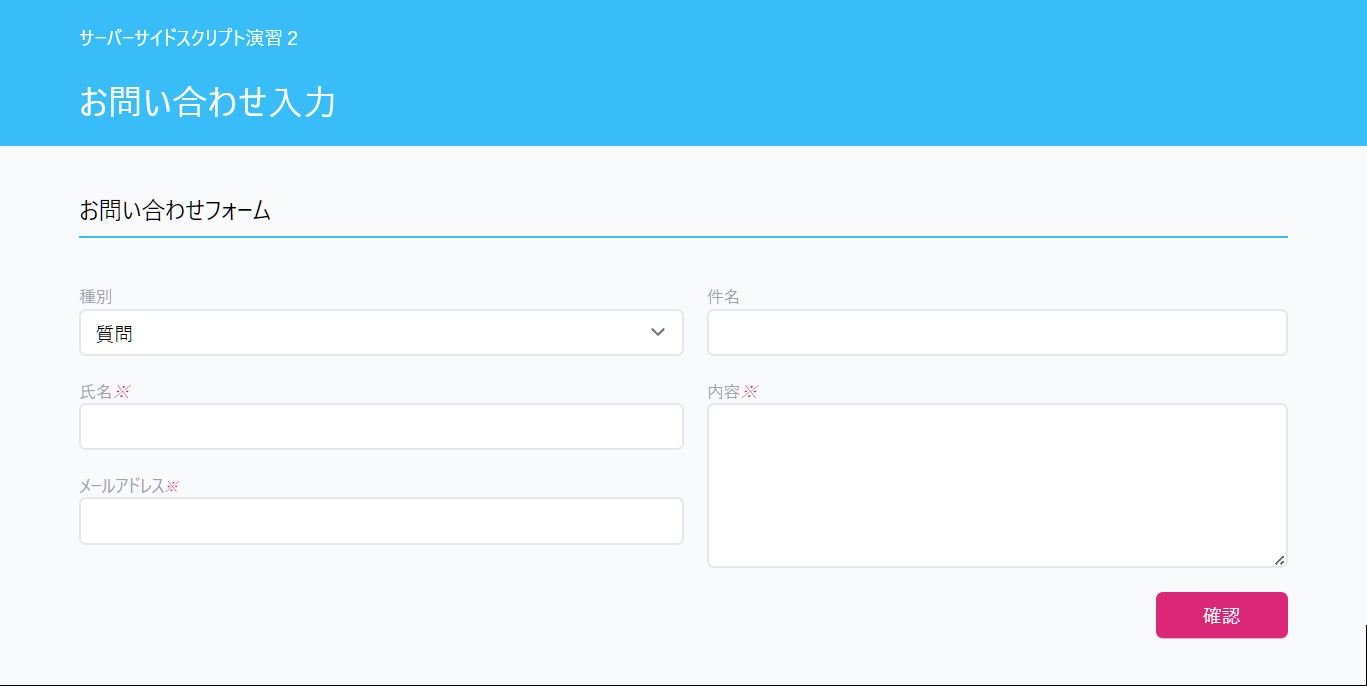 サーバーサイドスクリプト演習 2
お問い合わせ入力
お問い合わせフォーム
種別
質問
氏名※
メールアドレス※
件名
内容※
確認